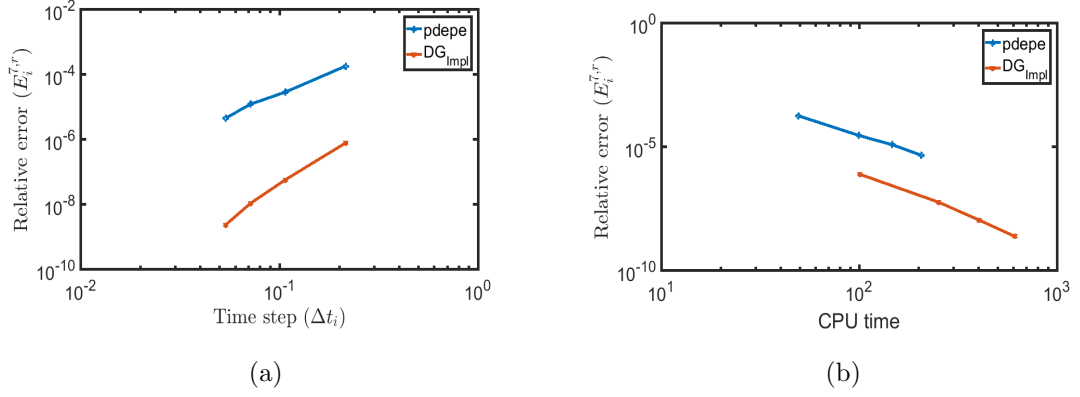 10^-2
10^-4
10^-6
10^-8
10^-10
10^-2
10^-1
10^0
Relative error (E_i^{7,r})
Time step (Δt_i)
pdepe
DG_Impl
(a)
10^0
10^-5
10^-10
10^1
10^2
10^3
Relative error (E_i^{7,r})
CPU time
pdepe
DG_Impl
(b)